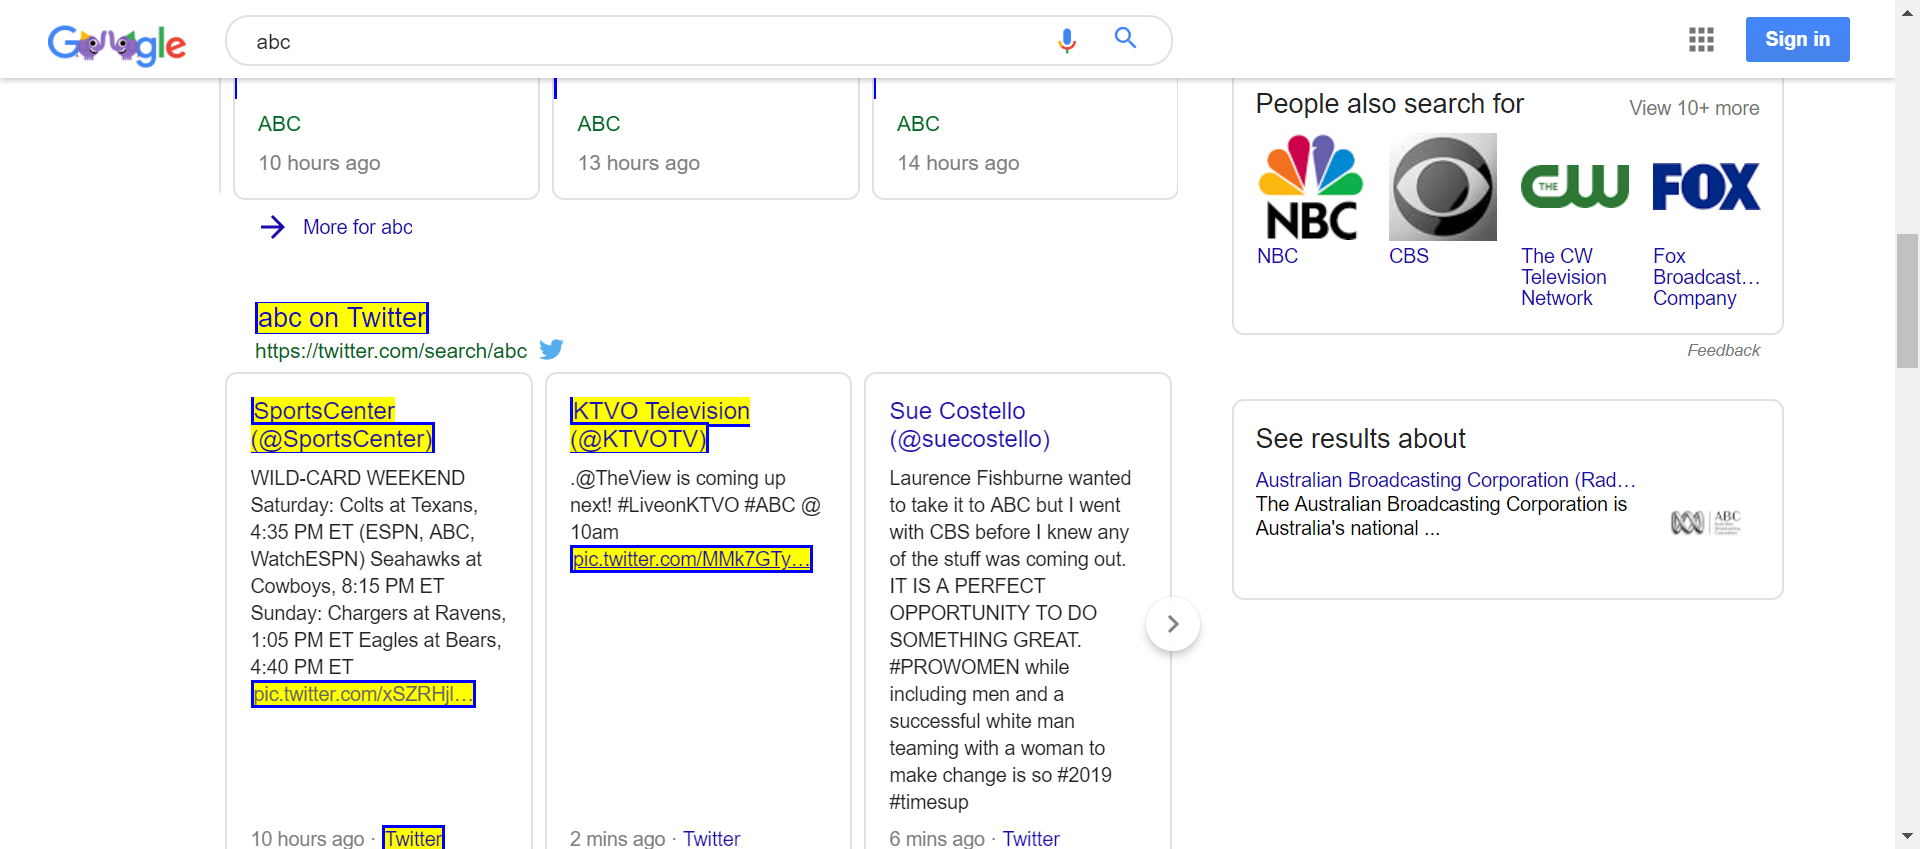 Google
abc
Sign in
ABC
10 hours ago
ABC
13 hours ago
ABC
14 hours ago
More for abc
abc on Twitter
https://twitter.com/search/abc
SportsCenter
(@SportsCenter)
WILD-CARD WEEKEND
Saturday: Colts at Texans,
4:35 PM ET (ESPN, ABC,
WatchESPN) Seahawks at
Cowboys, 8:15 PM ET
Sunday: Chargers at Ravens,
1:05 PM ET Eagles at Bears,
4:40 PM ET
pic.twitter.com/xSZRHjl…
10 hours ago · Twitter
KTVO Television
(@KTVOTV)
.@TheView is coming up
next! #LiveonKTVO #ABC @
10am
pic.twitter.com/MMk7GTy…
2 mins ago · Twitter
Sue Costello
(@suecostello)
Laurence Fishburne wanted
to take it to ABC but I went
with CBS before I knew any
of the stuff was coming out.
IT IS A PERFECT
OPPORTUNITY TO DO
SOMETHING GREAT.
#PROWOMEN while
including men and a
successful white man
teaming with a woman to
make change is so #2019
#timesup
6 mins ago · Twitter
People also search for
View 10+ more
NBC
NBC
CBS
THE CW
The CW
Television
Network
FOX
Fox
Broadcast…
Company
Feedback
See results about
Australian Broadcasting Corporation (Rad…
The Australian Broadcasting Corporation is
Australia's national ...
ABC